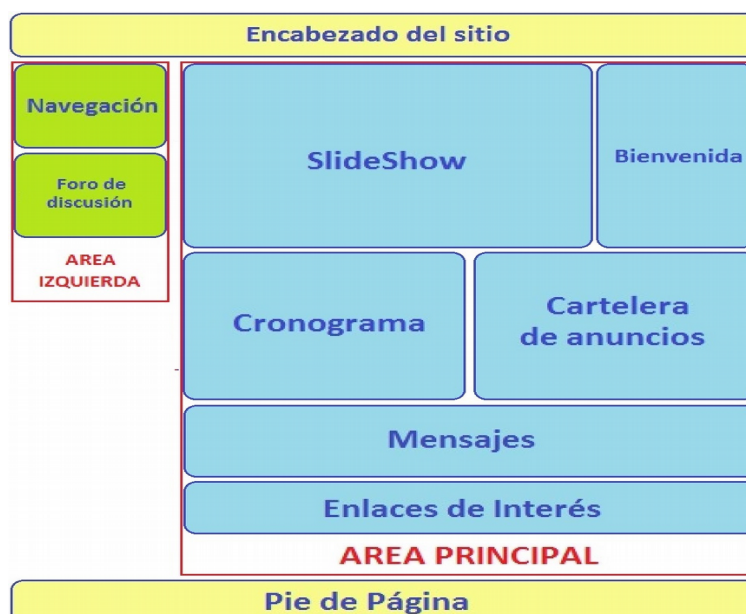 Encabezado del sitio
Navegación
Foro de
discusión
AREA
IZQUIERDA
SlideShow
Bienvenida
Cronograma
Cartelera
de anuncios
Mensajes
Enlaces de Interés
AREA PRINCIPAL
Pie de Página